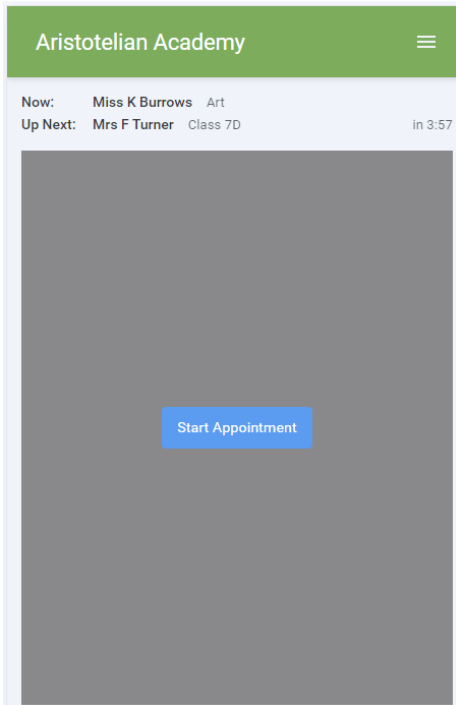 Aristotelian Academy
Now: Miss K Burrows Art
Up Next: Mrs F Turner Class 7D in 3:57
Start Appointment